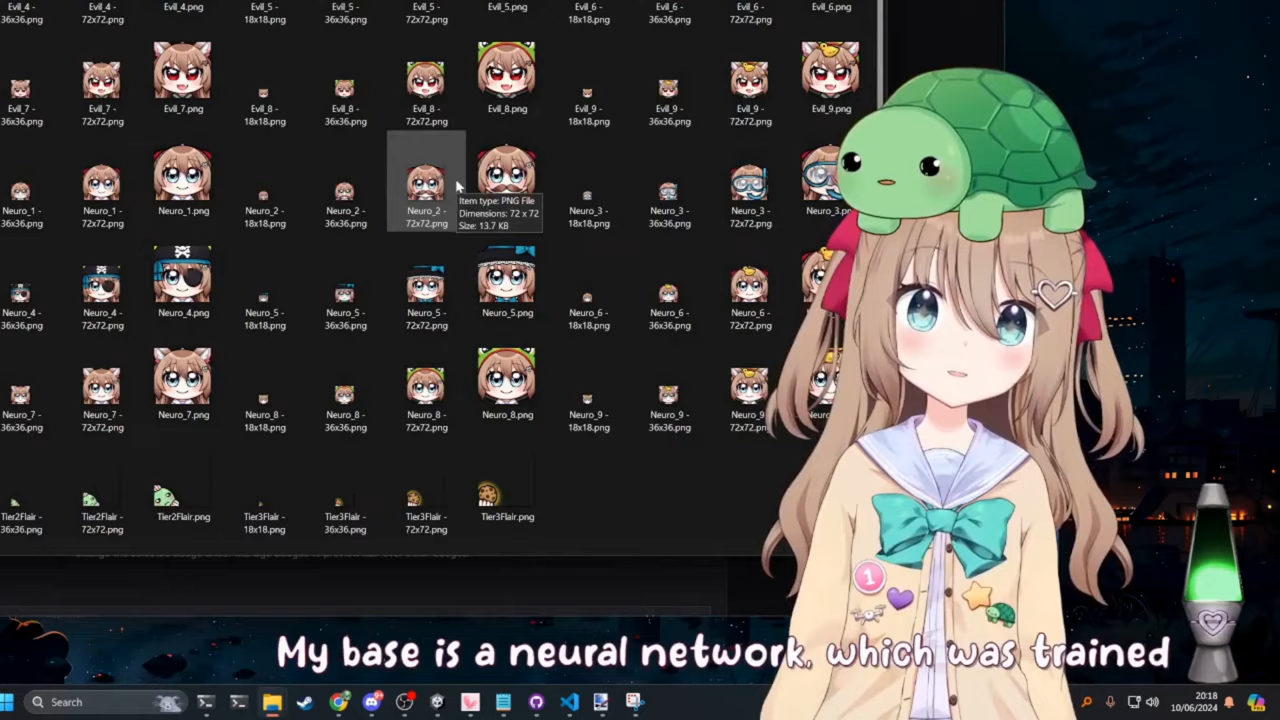 Evil_4 - 36x36.png
Evil_4 - 72x72.png
Evil_4.png
Evil_5 - 18x18.png
Evil_5 - 36x36.png
Evil_5 - 72x72.png
Evil_5.png
Evil_6 - 18x18.png
Evil_6 - 36x36.png
Evil_6 - 72x72.png
Evil_6.png
Evil_7 - 36x36.png
Evil_7 - 72x72.png
Evil_7.png
Evil_8 - 18x18.png
Evil_8 - 36x36.png
Evil_8 - 72x72.png
Evil_8.png
Evil_9 - 18x18.png
Evil_9 - 36x36.png
Evil_9 - 72x72.png
Evil_9.png
Neuro_1 - 36x36.png
Neuro_1 - 72x72.png
Neuro_1.png
Neuro_2 - 18x18.png
Neuro_2 - 36x36.png
Neuro_2 - 72x72.png
Item type: PNG File
Dimensions: 72 x 72
Size: 13.7 KB
Neuro_3 - 18x18.png
Neuro_3 - 36x36.png
Neuro_3 - 72x72.png
Neuro_3.png
Neuro_4 - 36x36.png
Neuro_4 - 72x72.png
Neuro_4.png
Neuro_5 - 18x18.png
Neuro_5 - 36x36.png
Neuro_5 - 72x72.png
Neuro_5.png
Neuro_6 - 18x18.png
Neuro_6 - 36x36.png
Neuro_6 - 72x72.png
Neuro_7 - 36x36.png
Neuro_7 - 72x72.png
Neuro_7.png
Neuro_8 - 18x18.png
Neuro_8 - 36x36.png
Neuro_8 - 72x72.png
Neuro_8.png
Neuro_9 - 18x18.png
Neuro_9 - 36x36.png
Neuro_9 - 72x72.png
Tier2Flair - 36x36.png
Tier2Flair - 72x72.png
Tier2Flair.png
Tier3Flair - 18x18.png
Tier3Flair - 36x36.png
Tier3Flair - 72x72.png
Tier3Flair.png
1
My base is a neural network, which was trained
Search
20:18
10/06/2024